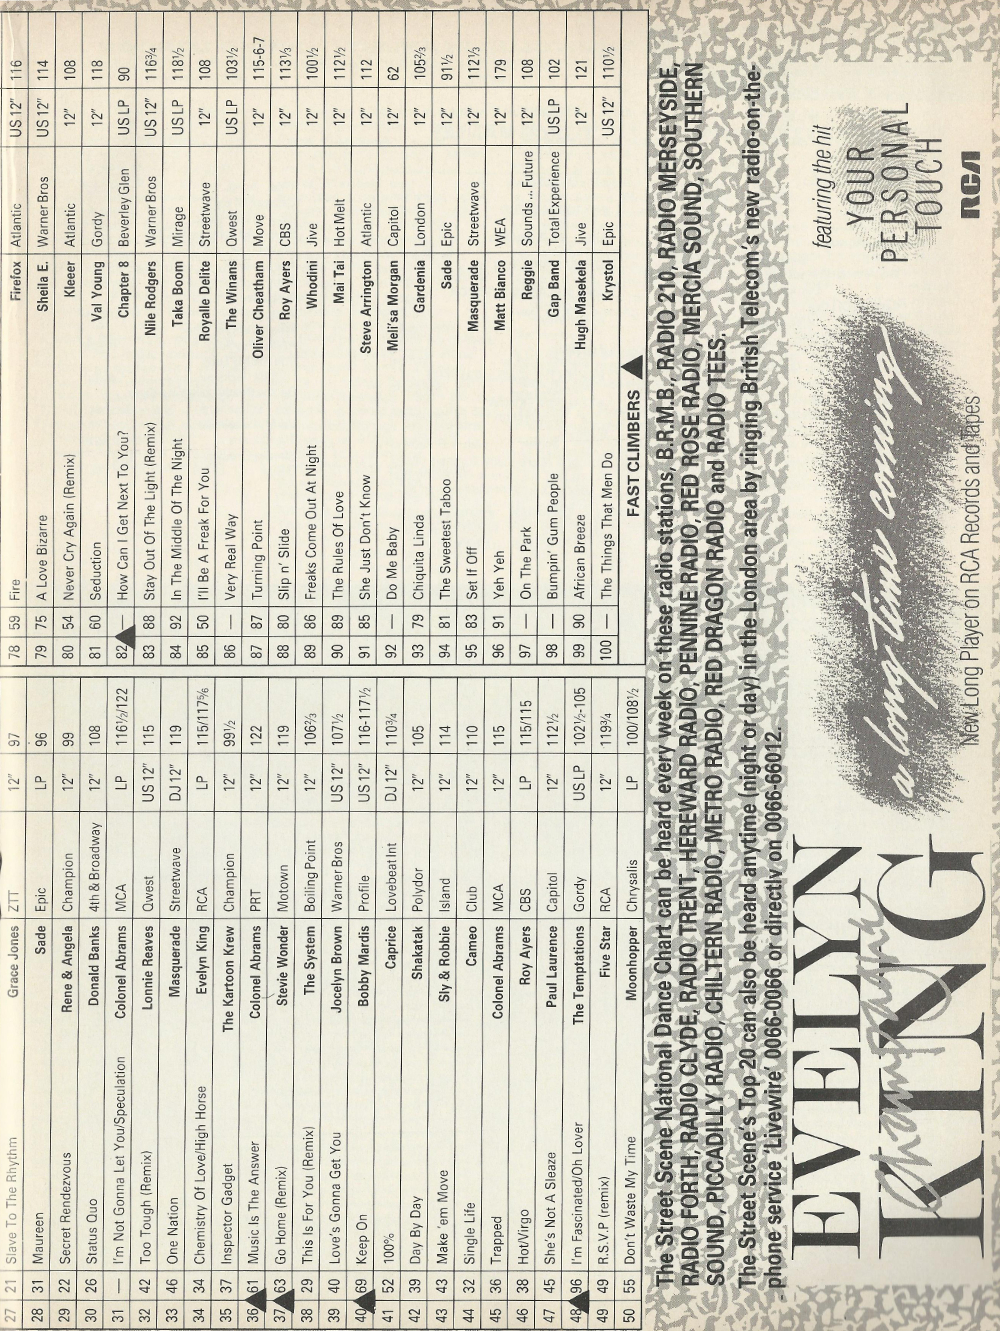 27 21 Slave To The Rhythm Grace Jones ZTT 12" 97
28 31 Maureen Sade Epic LP 96
29 22 Secret Rendezvous Rene & Angela Champion 12" 99
30 26 Status Quo Donald Banks 4th & Broadway 12" 108
31 — I'm Not Gonna Let You/Speculation Colonel Abrams MCA LP 116½/122
32 42 Too Tough (Remix) Lonnie Reaves Qwest US 12" 115
33 46 One Nation Masquerade Streetwave DJ 12" 119
34 34 Chemistry Of Love/High Horse Evelyn King RCA LP 115/117⅚
35 37 Inspector Gadget The Kartoon Krew Champion 12" 99½
36 61 Music Is The Answer Colonel Abrams PRT 12" 122
37 63 Go Home (Remix) Stevie Wonder Motown 12" 119
38 29 This Is For You (Remix) The System Boiling Point 12" 106⅔
39 40 Love's Gonna Get You Jocelyn Brown Warner Bros US 12" 107½
40 69 Keep On Bobby Mardis Profile US 12" 116-117½
41 52 100% Caprice Lovebeat Int DJ 12" 110¾
42 39 Day By Day Shakatak Polydor 12" 105
43 43 Make 'em Move Sly & Robbie Island 12" 114
44 32 Single Life Cameo Club 12" 110
45 36 Trapped Colonel Abrams MCA 12" 115
46 38 Hot/Virgo Roy Ayers CBS LP 115/115
47 45 She's Not A Sleaze Paul Laurence Capitol 12" 112½
48 96 I'm Fascinated/Oh Lover The Temptations Gordy US LP 102½-105
49 49 R.S.V.P (remix) Five Star RCA 12" 119¾
50 55 Don't Waste My Time Moonhopper Chrysalis LP 100/108½
78 59 Fire Firefox Atlantic US 12" 116
79 75 A Love Bizarre Sheila E. Warner Bros US 12" 114
80 54 Never Cry Again (Remix) Kleeer Atlantic 12" 108
81 60 Seduction Val Young Gordy 12" 118
82 — How Can I Get Next To You? Chapter 8 Beverley Glen US LP 90
83 88 Stay Out Of The Light (Remix) Nile Rodgers Warner Bros US 12" 116¾
84 92 In The Middle Of The Night Taka Boom Mirage US LP 118½
85 50 I'll Be A Freak For You Royalle Delite Streetwave 12" 108
86 — Very Real Way The Winans Qwest US LP 103½
87 87 Turning Point Oliver Cheatham Move 12" 115-6-7
88 80 Slip n' Slide Roy Ayers CBS 12" 113⅓
89 86 Freaks Come Out At Night Whodini Jive 12" 100½
90 89 The Rules Of Love Mai Tai Hot Melt 12" 112½
91 85 She Just Don't Know Steve Arrington Atlantic 12" 112
92 — Do Me Baby Meli'sa Morgan Capitol 12" 62
93 79 Chiquita Linda Gardenia London 12" 105⅔
94 81 The Sweetest Taboo Sade Epic 12" 91½
95 83 Set If Off Masquerade Streetwave 12" 112⅓
96 91 Yeh Yeh Matt Bianco WEA 12" 179
97 — On The Park Reggie Sounds... Future 12" 108
98 — Bumpin' Gum People Gap Band Total Experience US LP 102
99 90 African Breeze Hugh Masekela Jive 12" 121
100 — The Things That Men Do Krystol Epic US 12" 110½
FAST CLIMBERS
The Street Scene National Dance Chart can be heard every week on these radio stations, B.R.M.B., RADIO 210, RADIO MERSEYSIDE,
RADIO FORTH, RADIO CLYDE, RADIO TRENT, HEREWARD RADIO, PENNINE RADIO, RED ROSE RADIO, MERCIA SOUND, SOUTHERN
SOUND, PICCADILLY RADIO, CHILTERN RADIO, METRO RADIO, RED DRAGON RADIO and RADIO TEES.
The Street Scene's Top 20 can also be heard anytime (night or day) in the London area by ringing British Telecom's new radio-on-the-
phone service 'Livewire' 0066-0066 or directly on 0066-66012.
EVELYN
Champagne
KING
a long time coming
New Long Player on RCA Records and Tapes
featuring the hit
YOUR
PERSONAL
TOUCH
RCA